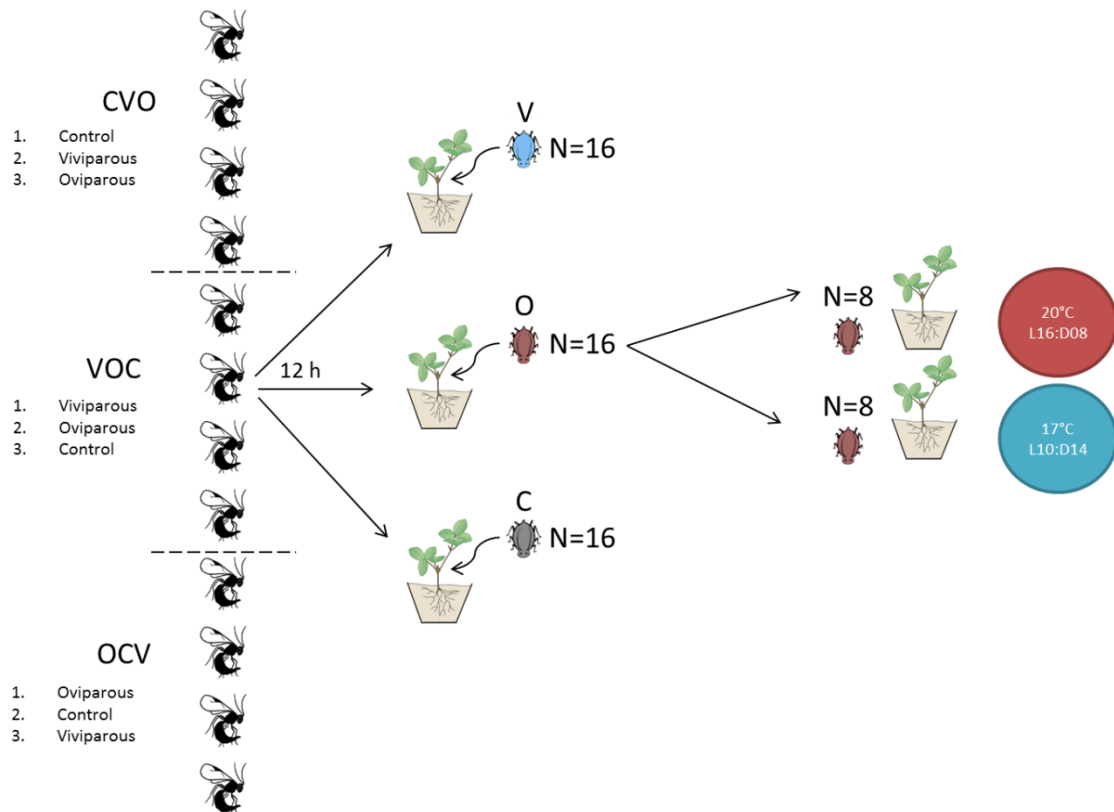 CVO
1. Control
2. Viviparous
3. Oviparous
VOC
1. Viviparous
2. Oviparous
3. Control
OCV
1. Oviparous
2. Control
3. Viviparous
12 h
V
N=16
O
N=16
C
N=16
N=8
20°C
L16:D08
N=8
17°C
L10:D14